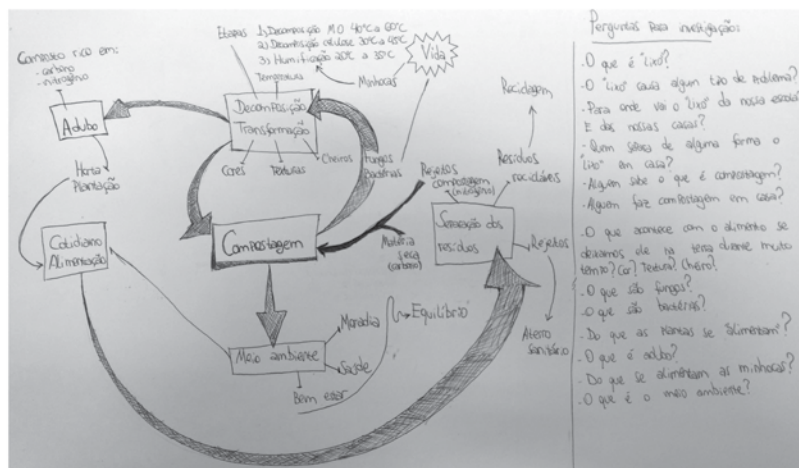 Composto rico em:
- carbono
- nitrogênio
Adubo
Horta
Plantação
Cotidiano
Alimentação
Etapas
1) Decomposição M.O 40°C a 60°C
2) Decomposição celulose 30°C a 45°C
3) Humificação 20°C a 35°C
Temperatura
Minhocas
Vida
Decomposição
Transformação
Cores
Texturas
Cheiros
Fungos
Bactérias
Compostagem
Rejeitos
compostagem
(nitrogênio)
Matéria
seca
(carbono)
Reciclagem
Resíduos
recicláveis
Separação dos
resíduos
Rejeitos
Aterro
sanitário
Meio ambiente
Moradia
Saúde
Bem estar
Equilíbrio
Perguntas para investigação:
- O que é "lixo"?
- O "lixo" causa algum tipo de problema?
- Para onde vai o "lixo" da nossa escola?
E das nossas casas?
- Quem separa de alguma forma o
"lixo" em casa?
- Alguém sabe o que é compostagem?
- Alguém faz compostagem em casa?
- O que acontece com o alimento se
deixamos ele na terra durante muito
tempo? Cor? Textura? Cheiro?
- O que são fungos?
- O que são bactérias?
- Do que as plantas se "alimentam"?
- O que é adubo?
- Do que se alimentam as minhocas?
- O que é o meio ambiente?